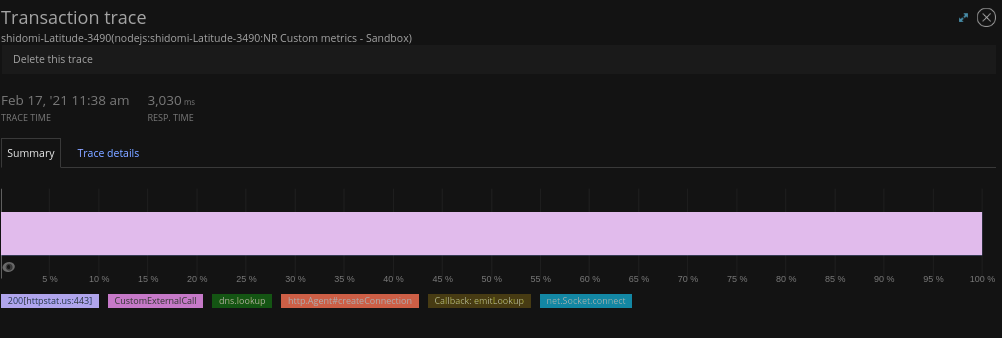 Transaction trace
shidomi-Latitude-3490(nodejs:shidomi-Latitude-3490:NR Custom metrics - Sandbox)
Delete this trace
Feb 17, '21 11:38 am 3,030 ms
TRACE TIME RESP. TIME
Summary Trace details
5 % 10 % 15 % 20 % 25 % 30 % 35 % 40 % 45 % 50 % 55 % 60 % 65 % 70 % 75 % 80 % 85 % 90 % 95 % 100 %
200[httpstat.us:443] CustomExternalCall dns.lookup http.Agent#createConnection Callback: emitLookup net.Socket.connect